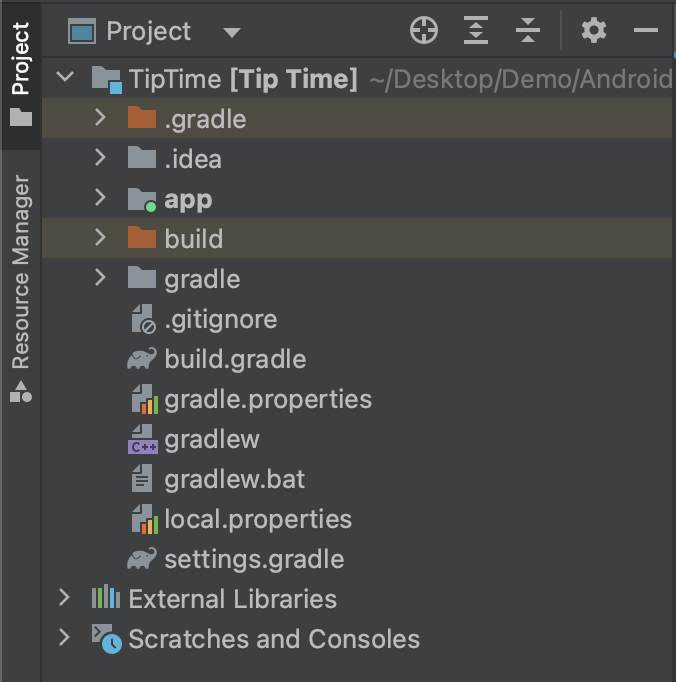 Project
Project
Resource Manager
TipTime [Tip Time] ~/Desktop/Demo/Android
.gradle
.idea
app
build
gradle
.gitignore
build.gradle
gradle.properties
C++
gradlew
gradlew.bat
local.properties
settings.gradle
External Libraries
Scratches and Consoles